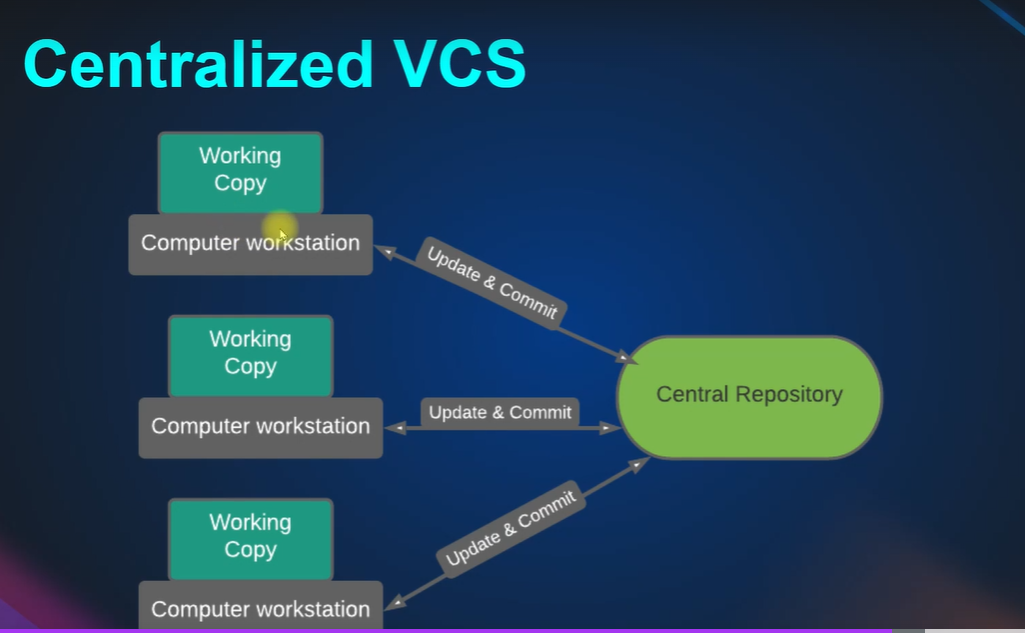 Centralized VCS
Working
Copy
Computer workstation
Update & Commit
Working
Copy
Computer workstation
Update & Commit
Central Repository
Working
Copy
Computer workstation
Update & Commit